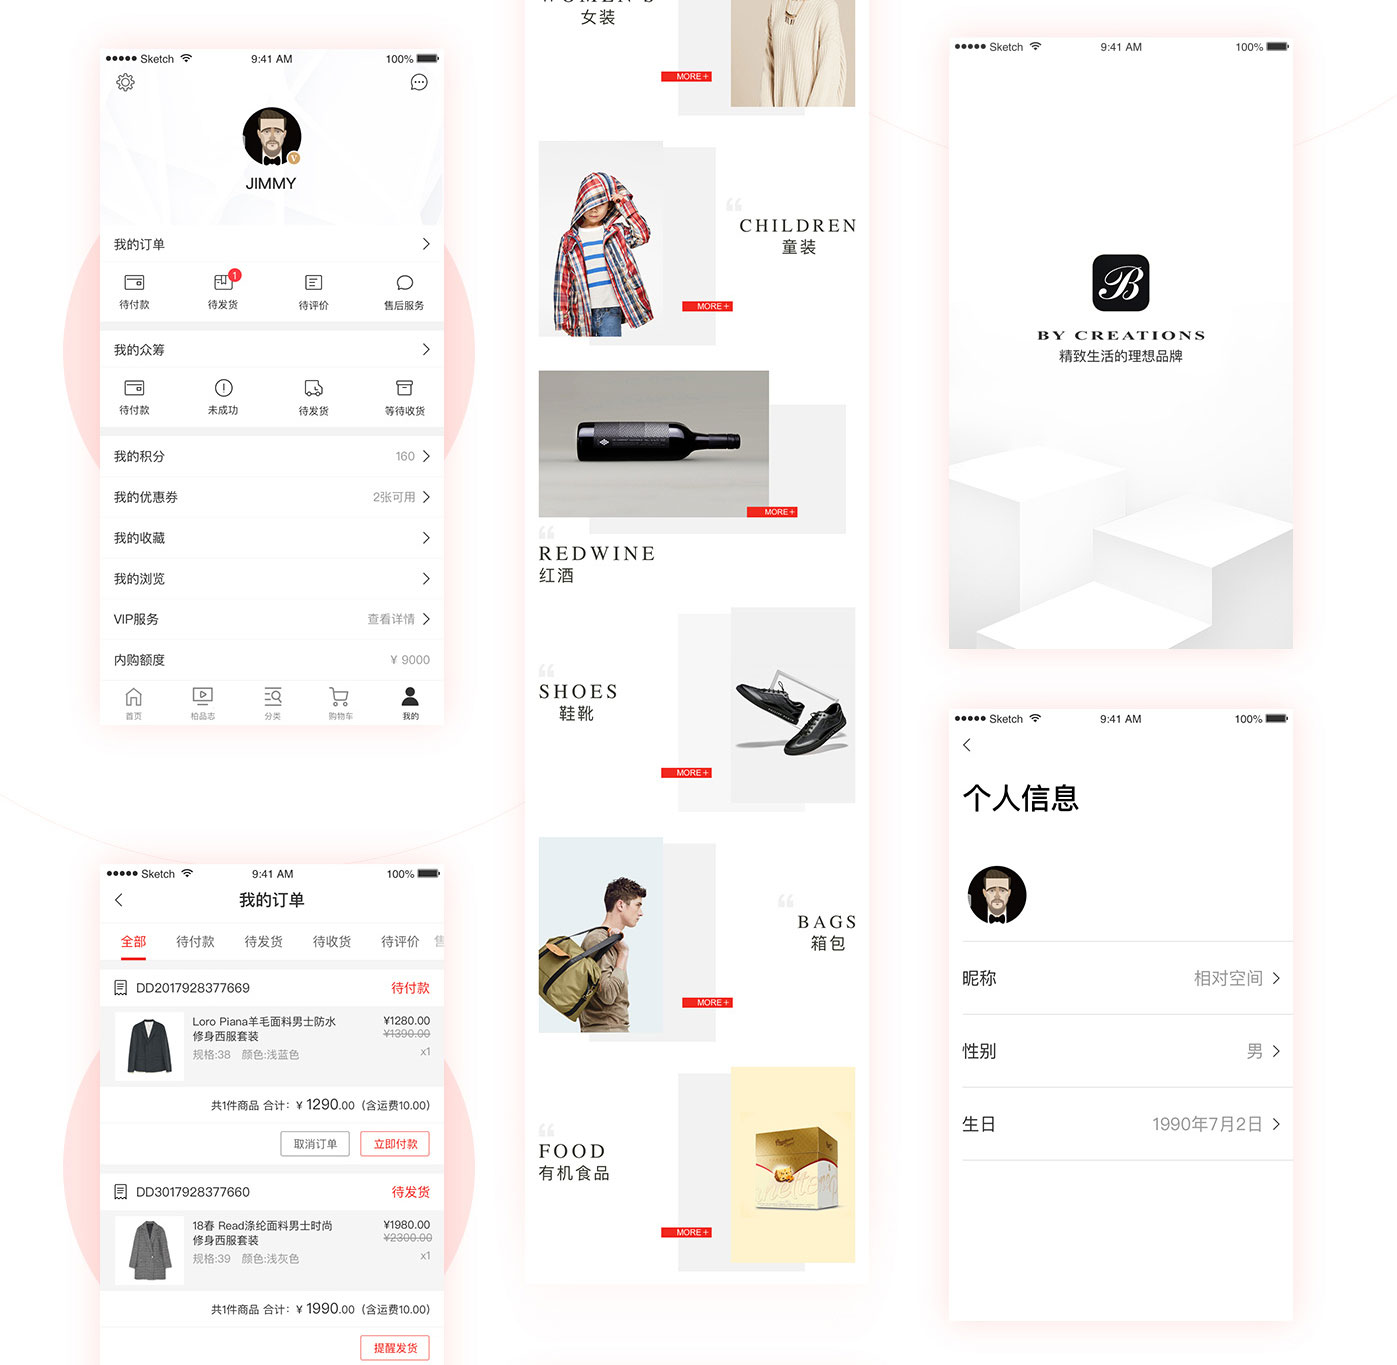 Sketch 9:41 AM 100%
V
JIMMY
我的订单
1
待付款 待发货 待评价 售后服务
我的众筹
待付款 未成功 待发货 等待收货
我的积分 160
我的优惠券 2张可用
我的收藏
我的浏览
VIP服务 查看详情
内购额度 ¥ 9000
首页 柏品志 分类 购物车 我的
Sketch 9:41 AM 100%
我的订单
全部 待付款 待发货 待收货 待评价 售
DD2017928377669 待付款
Loro Piana羊毛面料男士防水 ¥1280.00
修身西服套装 ¥1390.00
规格:38 颜色:浅蓝色 x1
共1件商品 合计: ¥ 1290.00 (含运费10.00)
取消订单 立即付款
DD3017928377660 待发货
18春 Read涤纶面料男士时尚 ¥1980.00
修身西服套装 ¥2300.00
规格:39 颜色:浅灰色 x1
共1件商品 合计: ¥ 1990.00 (含运费10.00)
提醒发货
WOMEN'S
女装
MORE+
“
CHILDREN
童装
MORE+
MORE+
“
REDWINE
红酒
“
SHOES
鞋靴
MORE+
“
BAGS
箱包
MORE+
“
FOOD
有机食品
MORE+
Sketch 9:41 AM 100%
B
BY CREATIONS
精致生活的理想品牌
Sketch 9:41 AM 100%
个人信息
昵称 相对空间
性别 男
生日 1990年7月2日